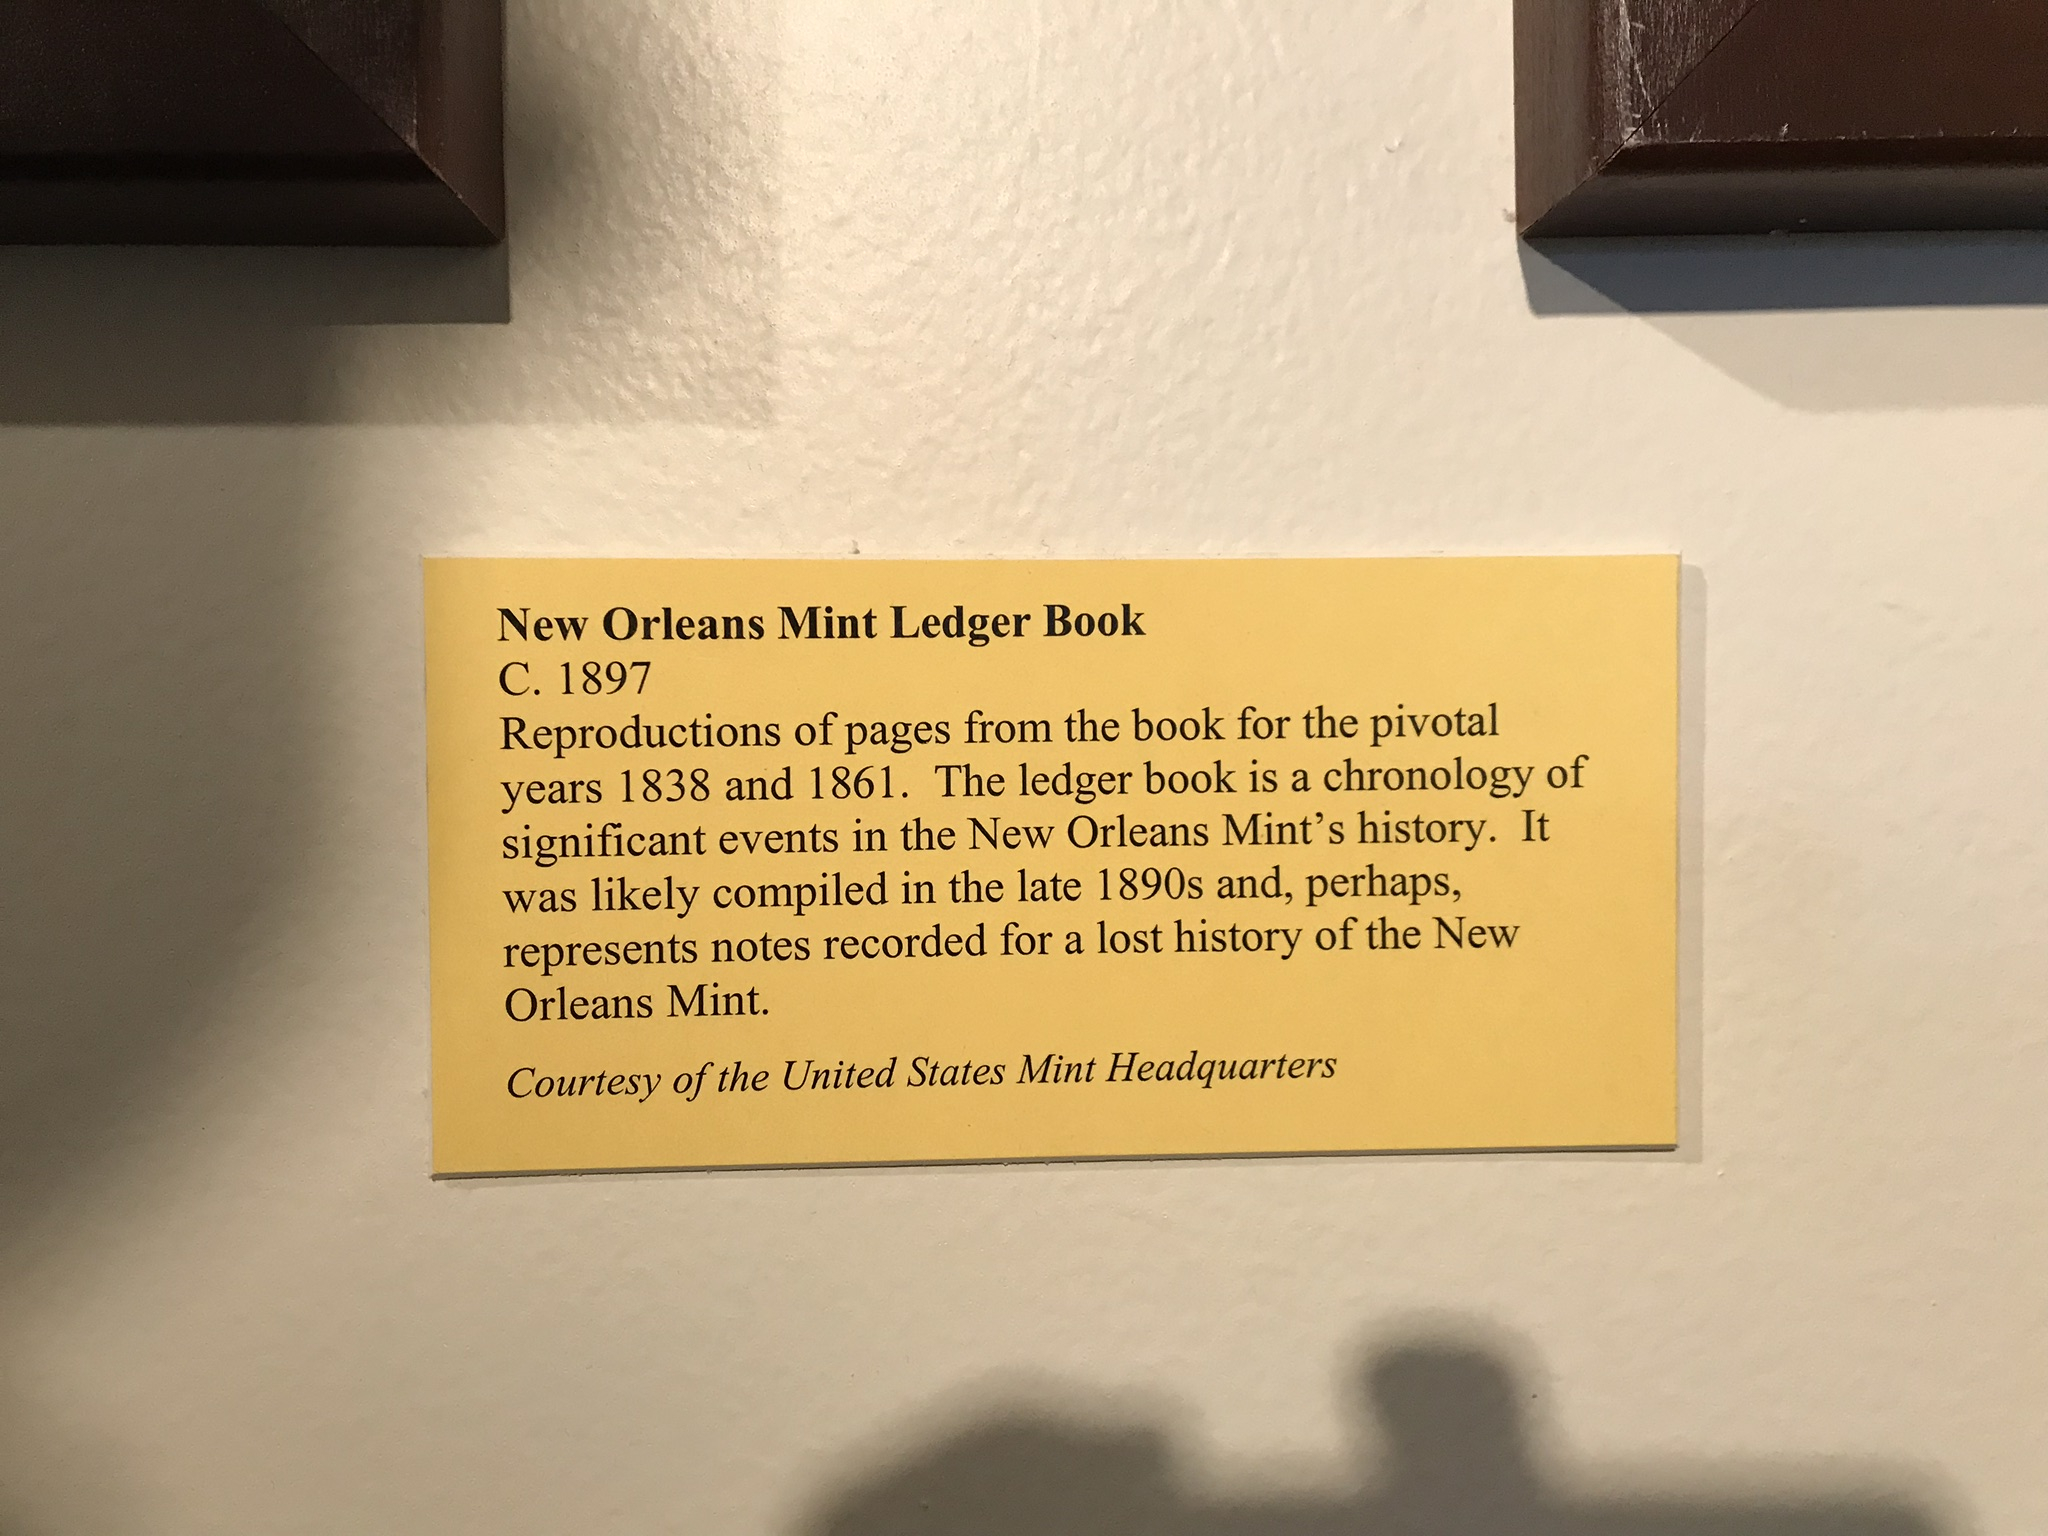 New Orleans Mint Ledger Book
C. 1897
Reproductions of pages from the book for the pivotal
years 1838 and 1861.  The ledger book is a chronology of
significant events in the New Orleans Mint’s history.  It
was likely compiled in the late 1890s and, perhaps,
represents notes recorded for a lost history of the New
Orleans Mint.
Courtesy of the United States Mint Headquarters